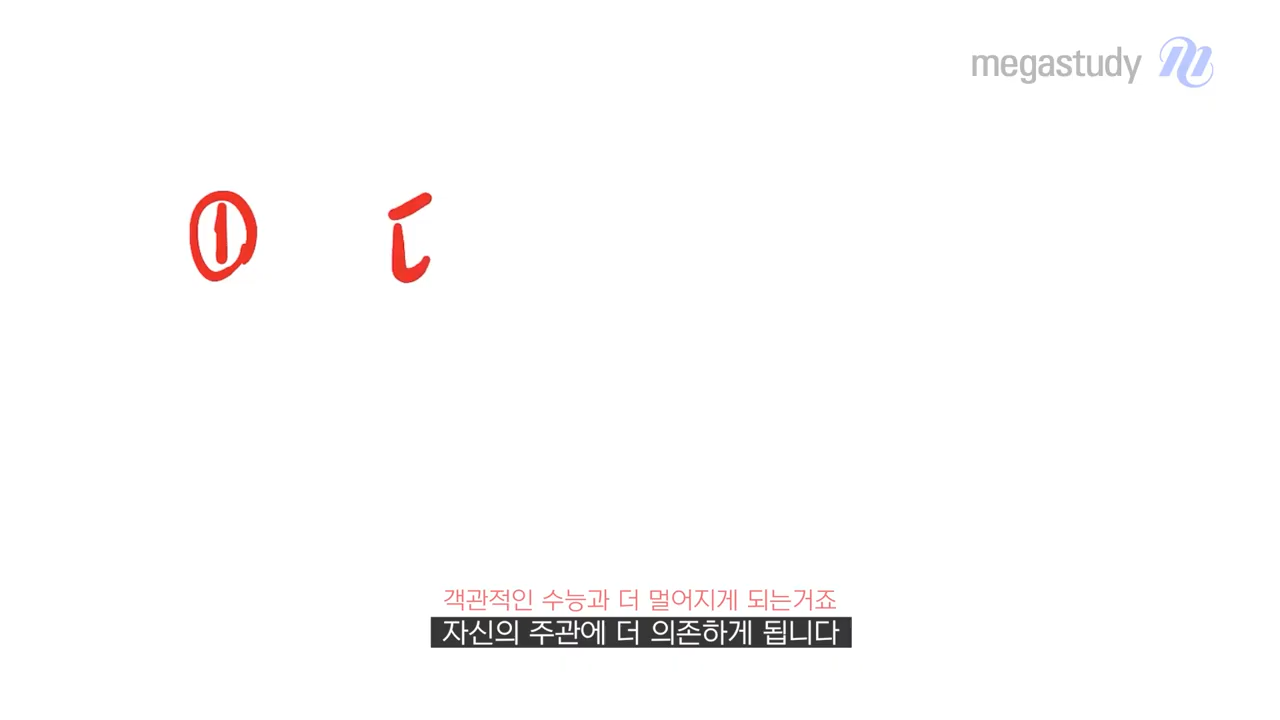 megastudy
①
객관적인 수능과 더 멀어지게 되는거죠
자신의 주관에 더 의존하게 됩니다